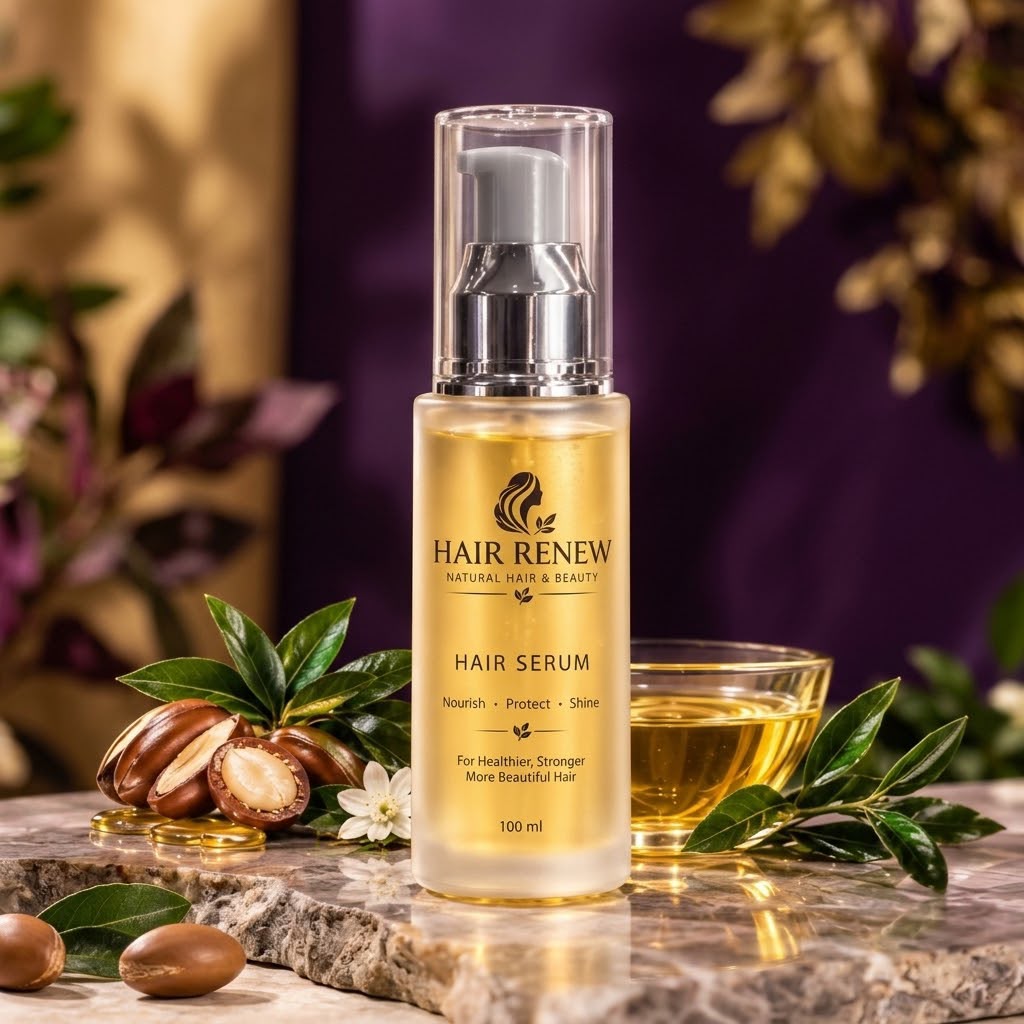 HAIR RENEW
NATURAL HAIR & BEAUTY
HAIR SERUM
Nourish • Protect • Shine
For Healthier, Stronger
More Beautiful Hair
100 ml